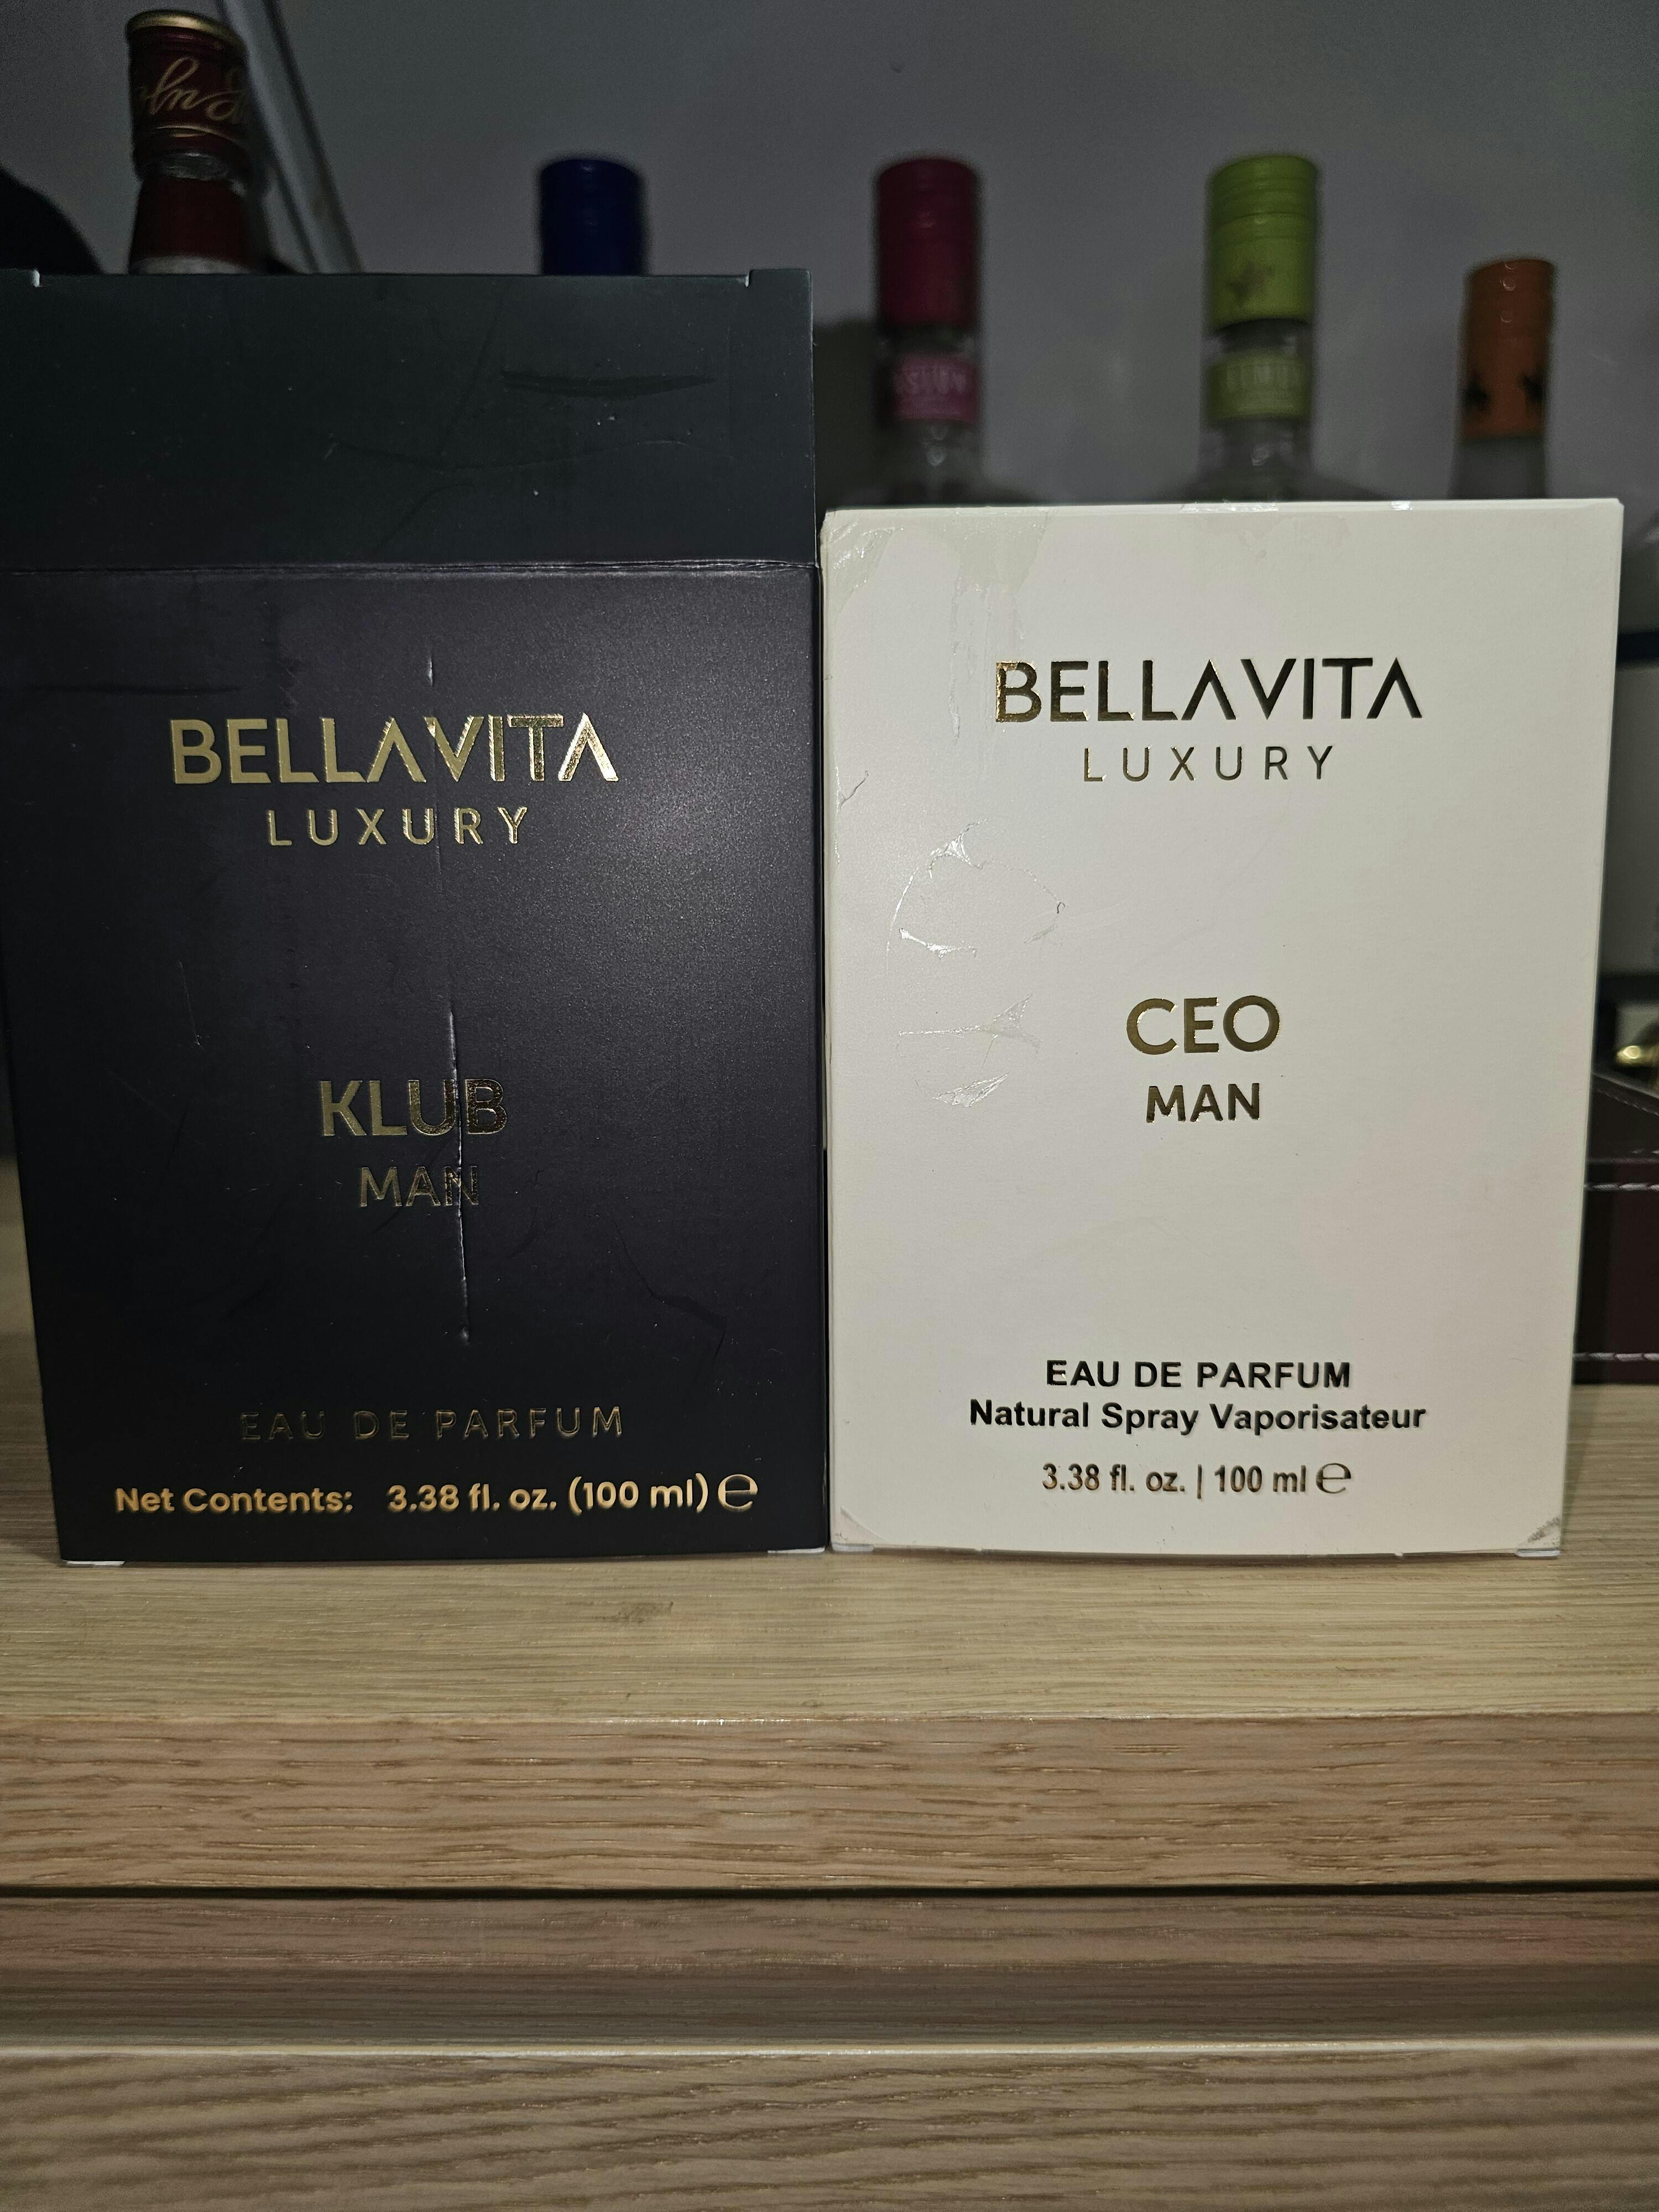 BELLAVITA
LUXURY
KLUB
MAN
EAU DE PARFUM
Net Contents: 3.38 fl. oz. (100 ml) ℮
BELLAVITA
LUXURY
CEO
MAN
EAU DE PARFUM
Natural Spray Vaporisateur
3.38 fl. oz. | 100 ml ℮